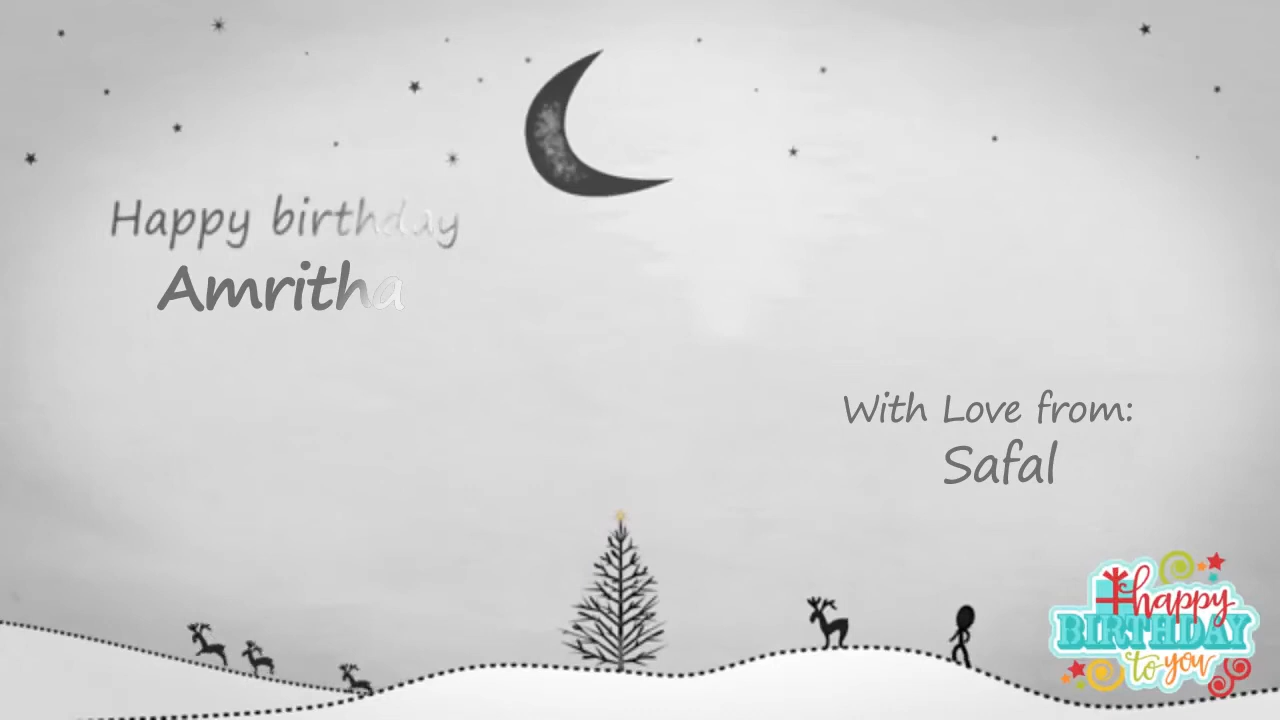 Happy birthday
Amritha
With Love from:
Safal
happy
BIRTHDAY
to you